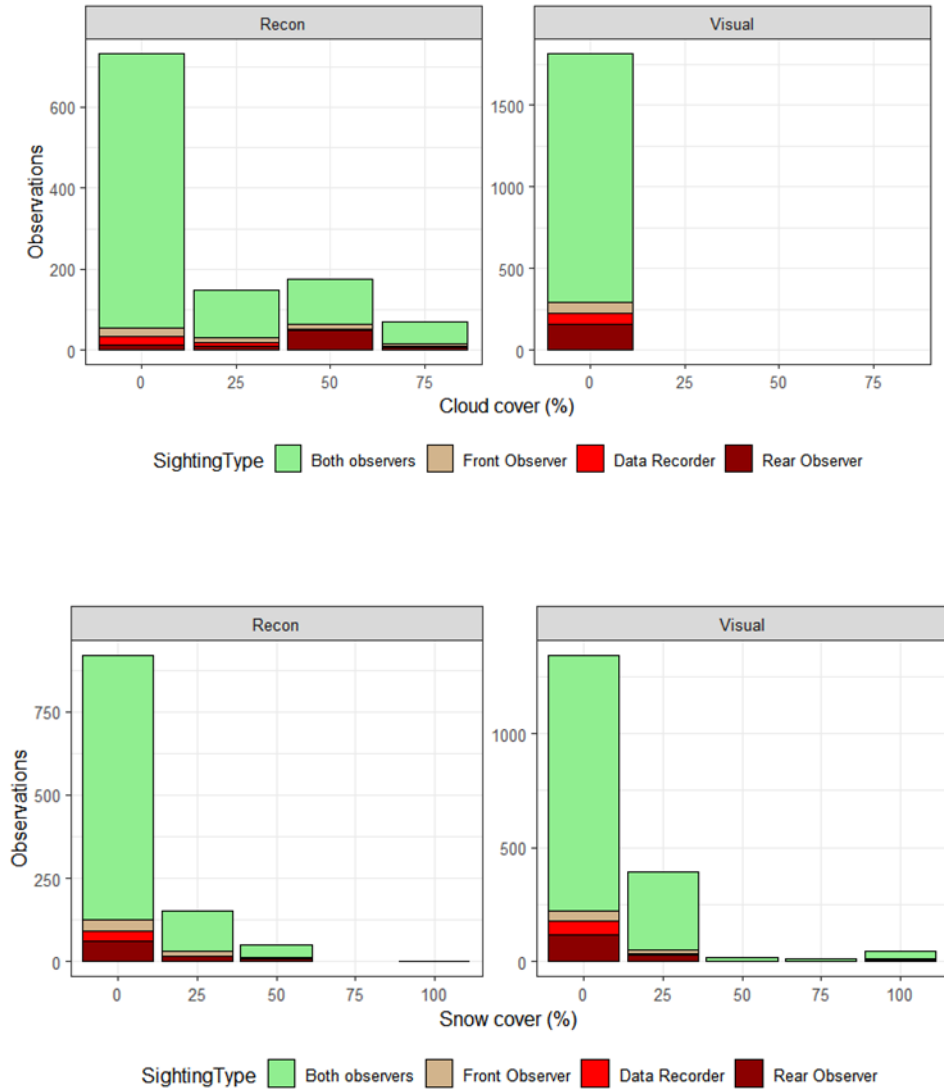 Recon Visual
600
400
200
0
1500
1000
500
0
Observations
0 25 50 75 0 25 50 75
Cloud cover (%)
SightingType Both observers Front Observer Data Recorder Rear Observer
Recon Visual
750
500
250
0
1000
500
0
Observations
0 25 50 75 100 0 25 50 75 100
Snow cover (%)
SightingType Both observers Front Observer Data Recorder Rear Observer